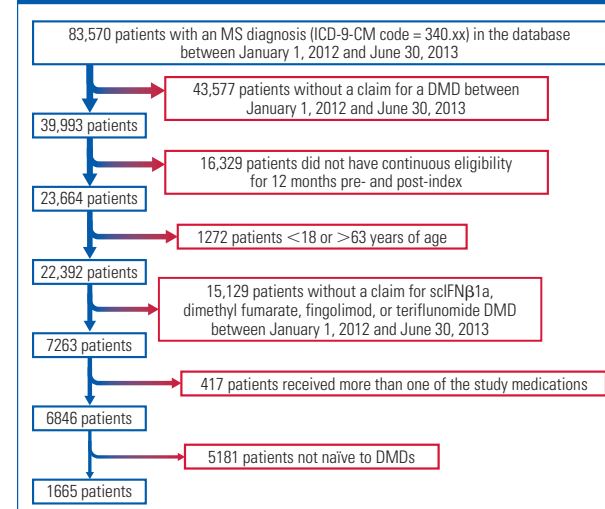 83,570 patients with an MS diagnosis (ICD-9-CM code = 340.xx) in the database
between January 1, 2012 and June 30, 2013
43,577 patients without a claim for a DMD between
January 1, 2012 and June 30, 2013
39,993 patients
16,329 patients did not have continuous eligibility
for 12 months pre- and post-index
23,664 patients
1272 patients <18 or >63 years of age
22,392 patients
15,129 patients without a claim for scIFNβ1a,
dimethyl fumarate, fingolimod, or teriflunomide DMD
between January 1, 2012 and June 30, 2013
7263 patients
417 patients received more than one of the study medications
6846 patients
5181 patients not naïve to DMDs
1665 patients